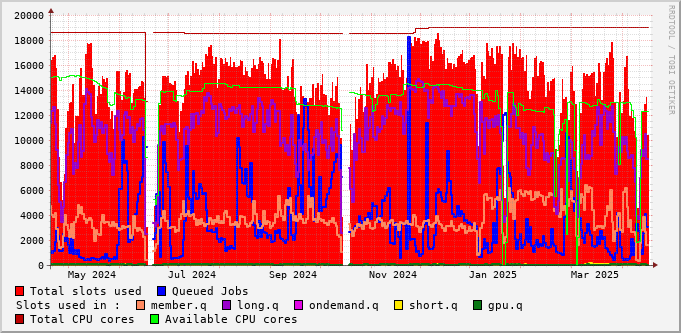 20000
18000
16000
14000
12000
10000
8000
6000
4000
2000
0
May 2024 Jul 2024 Sep 2024 Nov 2024 Jan 2025 Mar 2025
RRDTOOL / TOBI OETIKER
Total slots used Queued Jobs
Slots used in : member.q long.q ondemand.q short.q gpu.q
Total CPU cores Available CPU cores